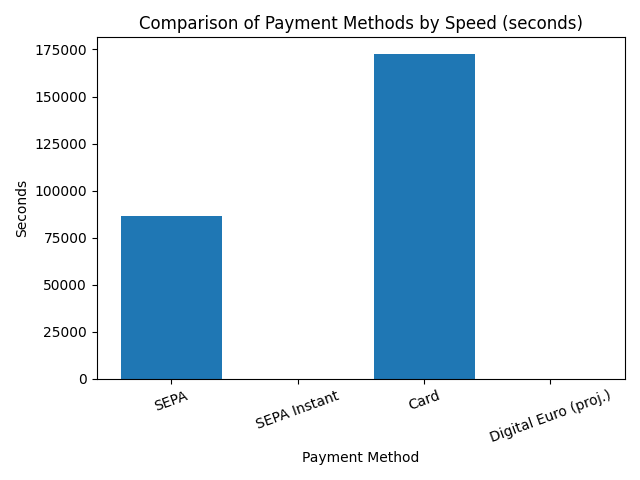 Comparison of Payment Methods by Speed (seconds)
175000
150000
125000
100000
75000
50000
25000
0
Seconds
SEPA
SEPA Instant
Card
Digital Euro (proj.)
Payment Method